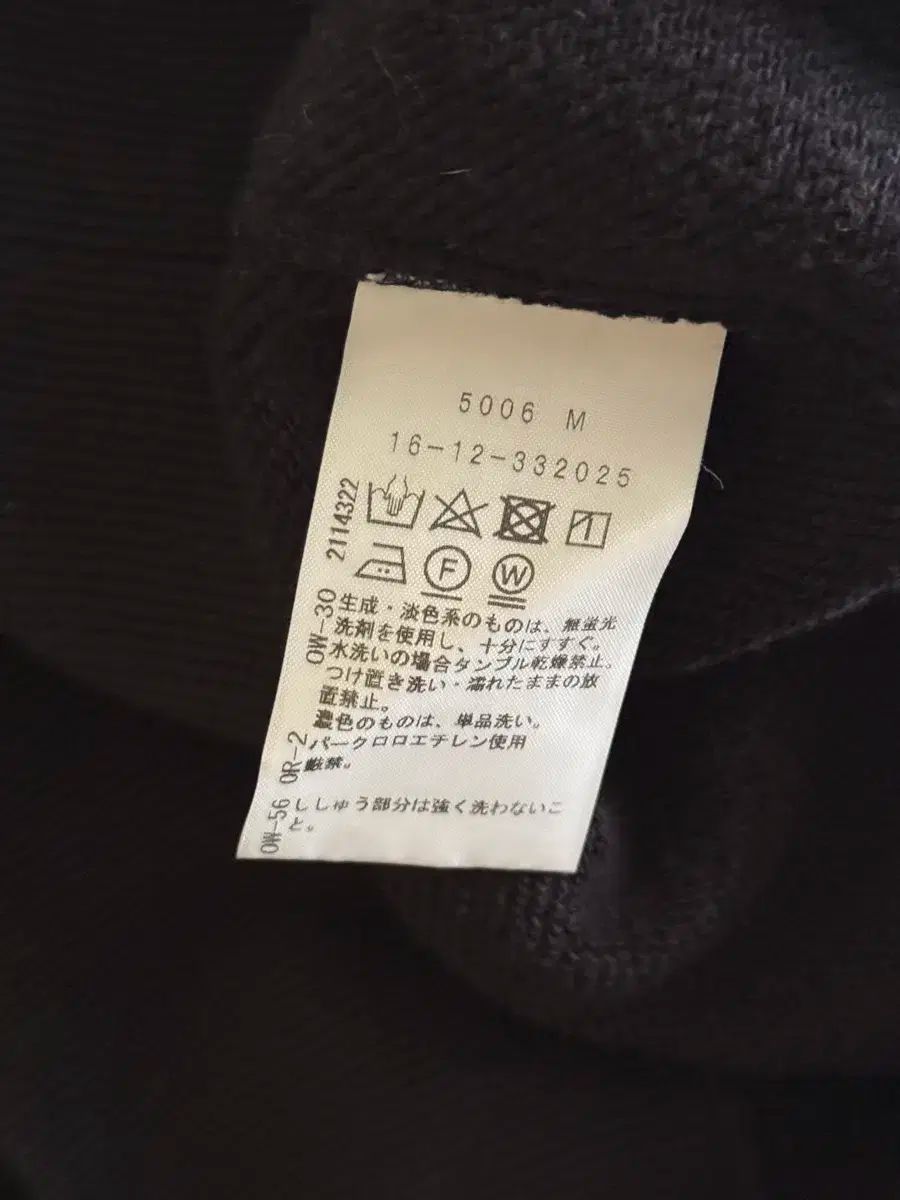 5006 M
16-12-332025
2114322
F W
OW-30
生成・淡色系のものは、無蛍光
洗剤を使用し、十分にすすぐ。
水洗いの場合タンブル乾燥禁止。
つけ置き洗い・濡れたままの放
置禁止。
濃色のものは、単品洗い。
OR-2
パークロロエチレン使用
厳禁。
OW-56
ししゅう部分は強く洗わないこ
と。